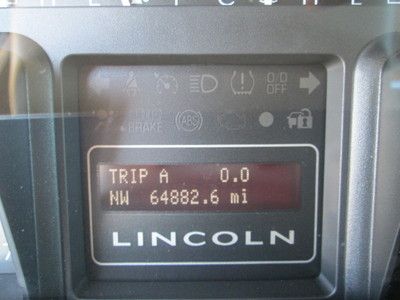 O/D
OFF
BRAKE
ABS
TRIP A 0.0
NW 64882.6 mi
LINCOLN